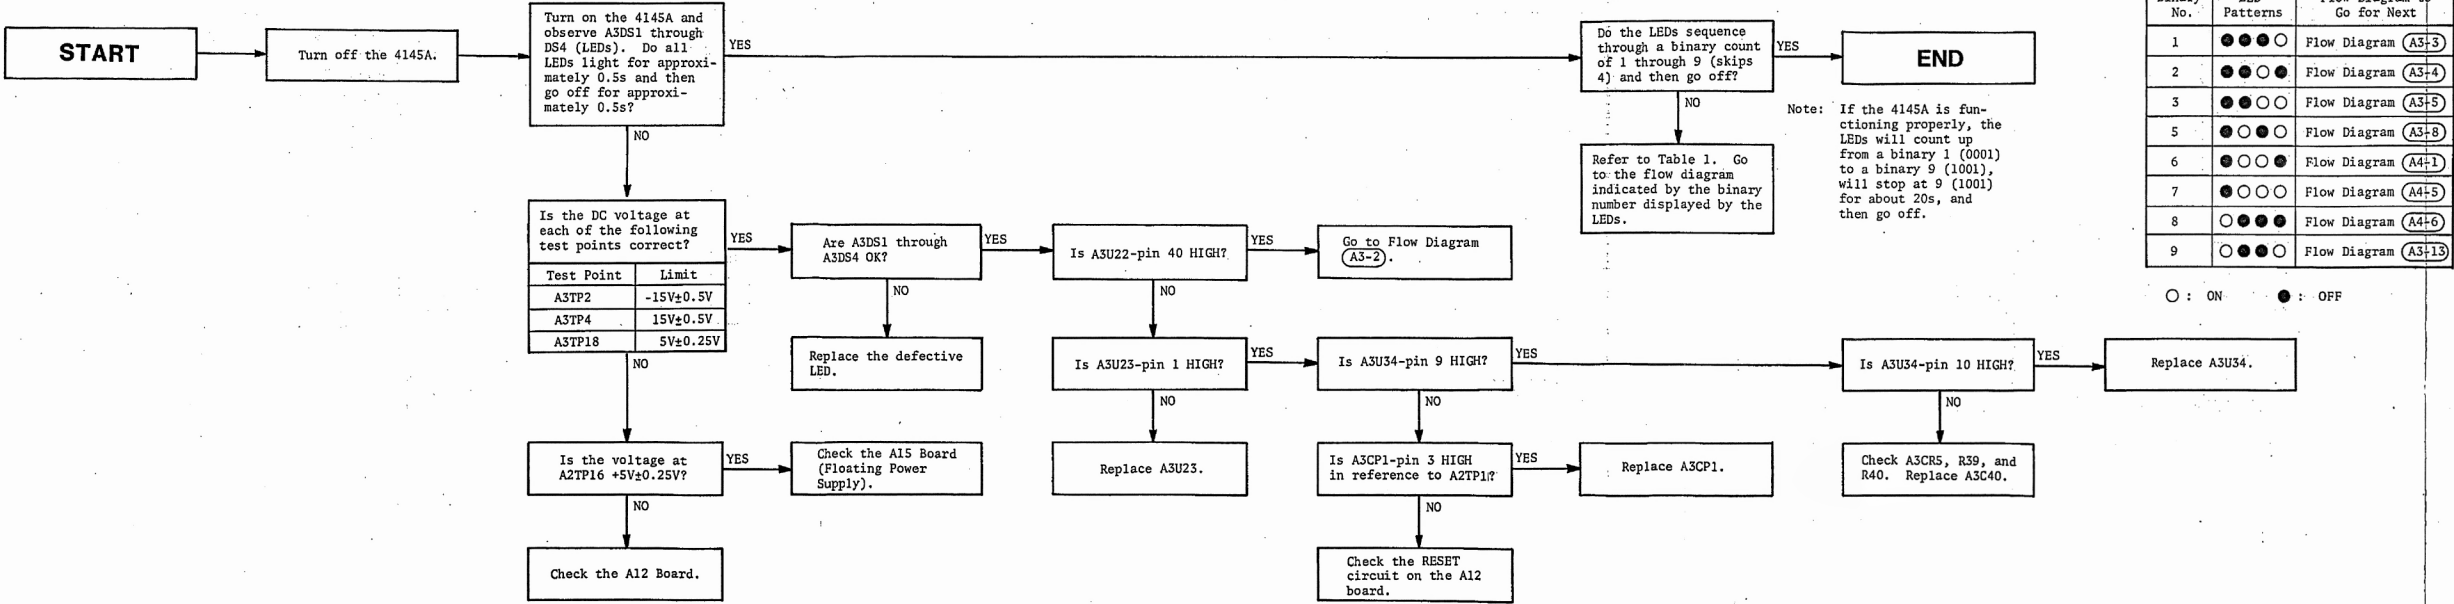 START
Turn off the 4145A.
Turn on the 4145A and
observe A3DS1 through
DS4 (LEDs). Do all
LEDs light for approxi-
mately 0.5s and then
go off for approxi-
mately 0.5s?
YES
NO
Do the LEDs sequence
through a binary count
of 1 through 9 (skips
4) and then go off?
YES
NO
END
Note: If the 4145A is fun-
ctioning properly, the
LEDs will count up
from a binary 1 (0001)
to a binary 9 (1001),
will stop at 9 (1001)
for about 20s, and
then go off.
Refer to Table 1. Go
to the flow diagram
indicated by the binary
number displayed by the
LEDs.
No. Patterns Go for Next
1 ●●●○ Flow Diagram A3-3
2 ●●○● Flow Diagram A3-4
3 ●●○○ Flow Diagram A3-5
5 ●○●○ Flow Diagram A3-8
6 ●○○● Flow Diagram A4-1
7 ●○○○ Flow Diagram A4-5
8 ○●●● Flow Diagram A4-6
9 ○●●○ Flow Diagram A3-13
○: ON ●: OFF
Is the DC voltage at
each of the following
test points correct?
Test Point Limit
A3TP2 -15V±0.5V
A3TP4 15V±0.5V
A3TP18 5V±0.25V
YES
NO
Are A3DS1 through
A3DS4 OK?
YES
NO
Is A3U22-pin 40 HIGH?
YES
NO
Go to Flow Diagram
A3-2.
Replace the defective
LED.
Is A3U23-pin 1 HIGH?
YES
NO
Is A3U34-pin 9 HIGH?
YES
NO
Is A3U34-pin 10 HIGH?
YES
NO
Replace A3U34.
Is the voltage at
A2TP16 +5V±0.25V?
YES
NO
Check the A15 Board
(Floating Power
Supply).
Replace A3U23.
Is A3CP1-pin 3 HIGH
in reference to A2TP1?
YES
NO
Replace A3CP1.
Check A3CR5, R39, and
R40. Replace A3C40.
Check the A12 Board.
Check the RESET
circuit on the A12
board.